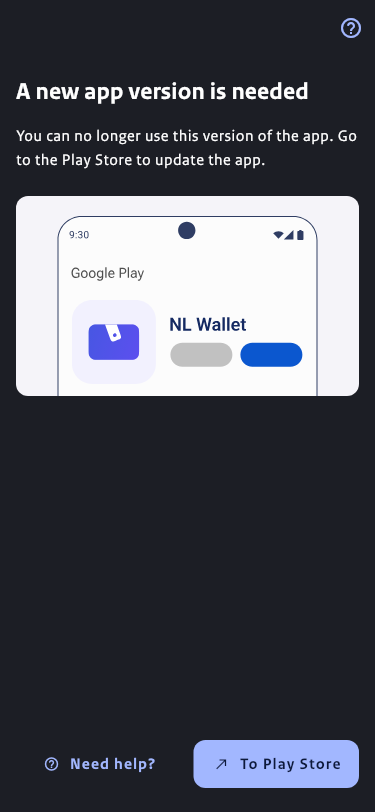 A new app version is needed
You can no longer use this version of the app. Go
to the Play Store to update the app.
9:30
Google Play
NL Wallet
Need help?
To Play Store